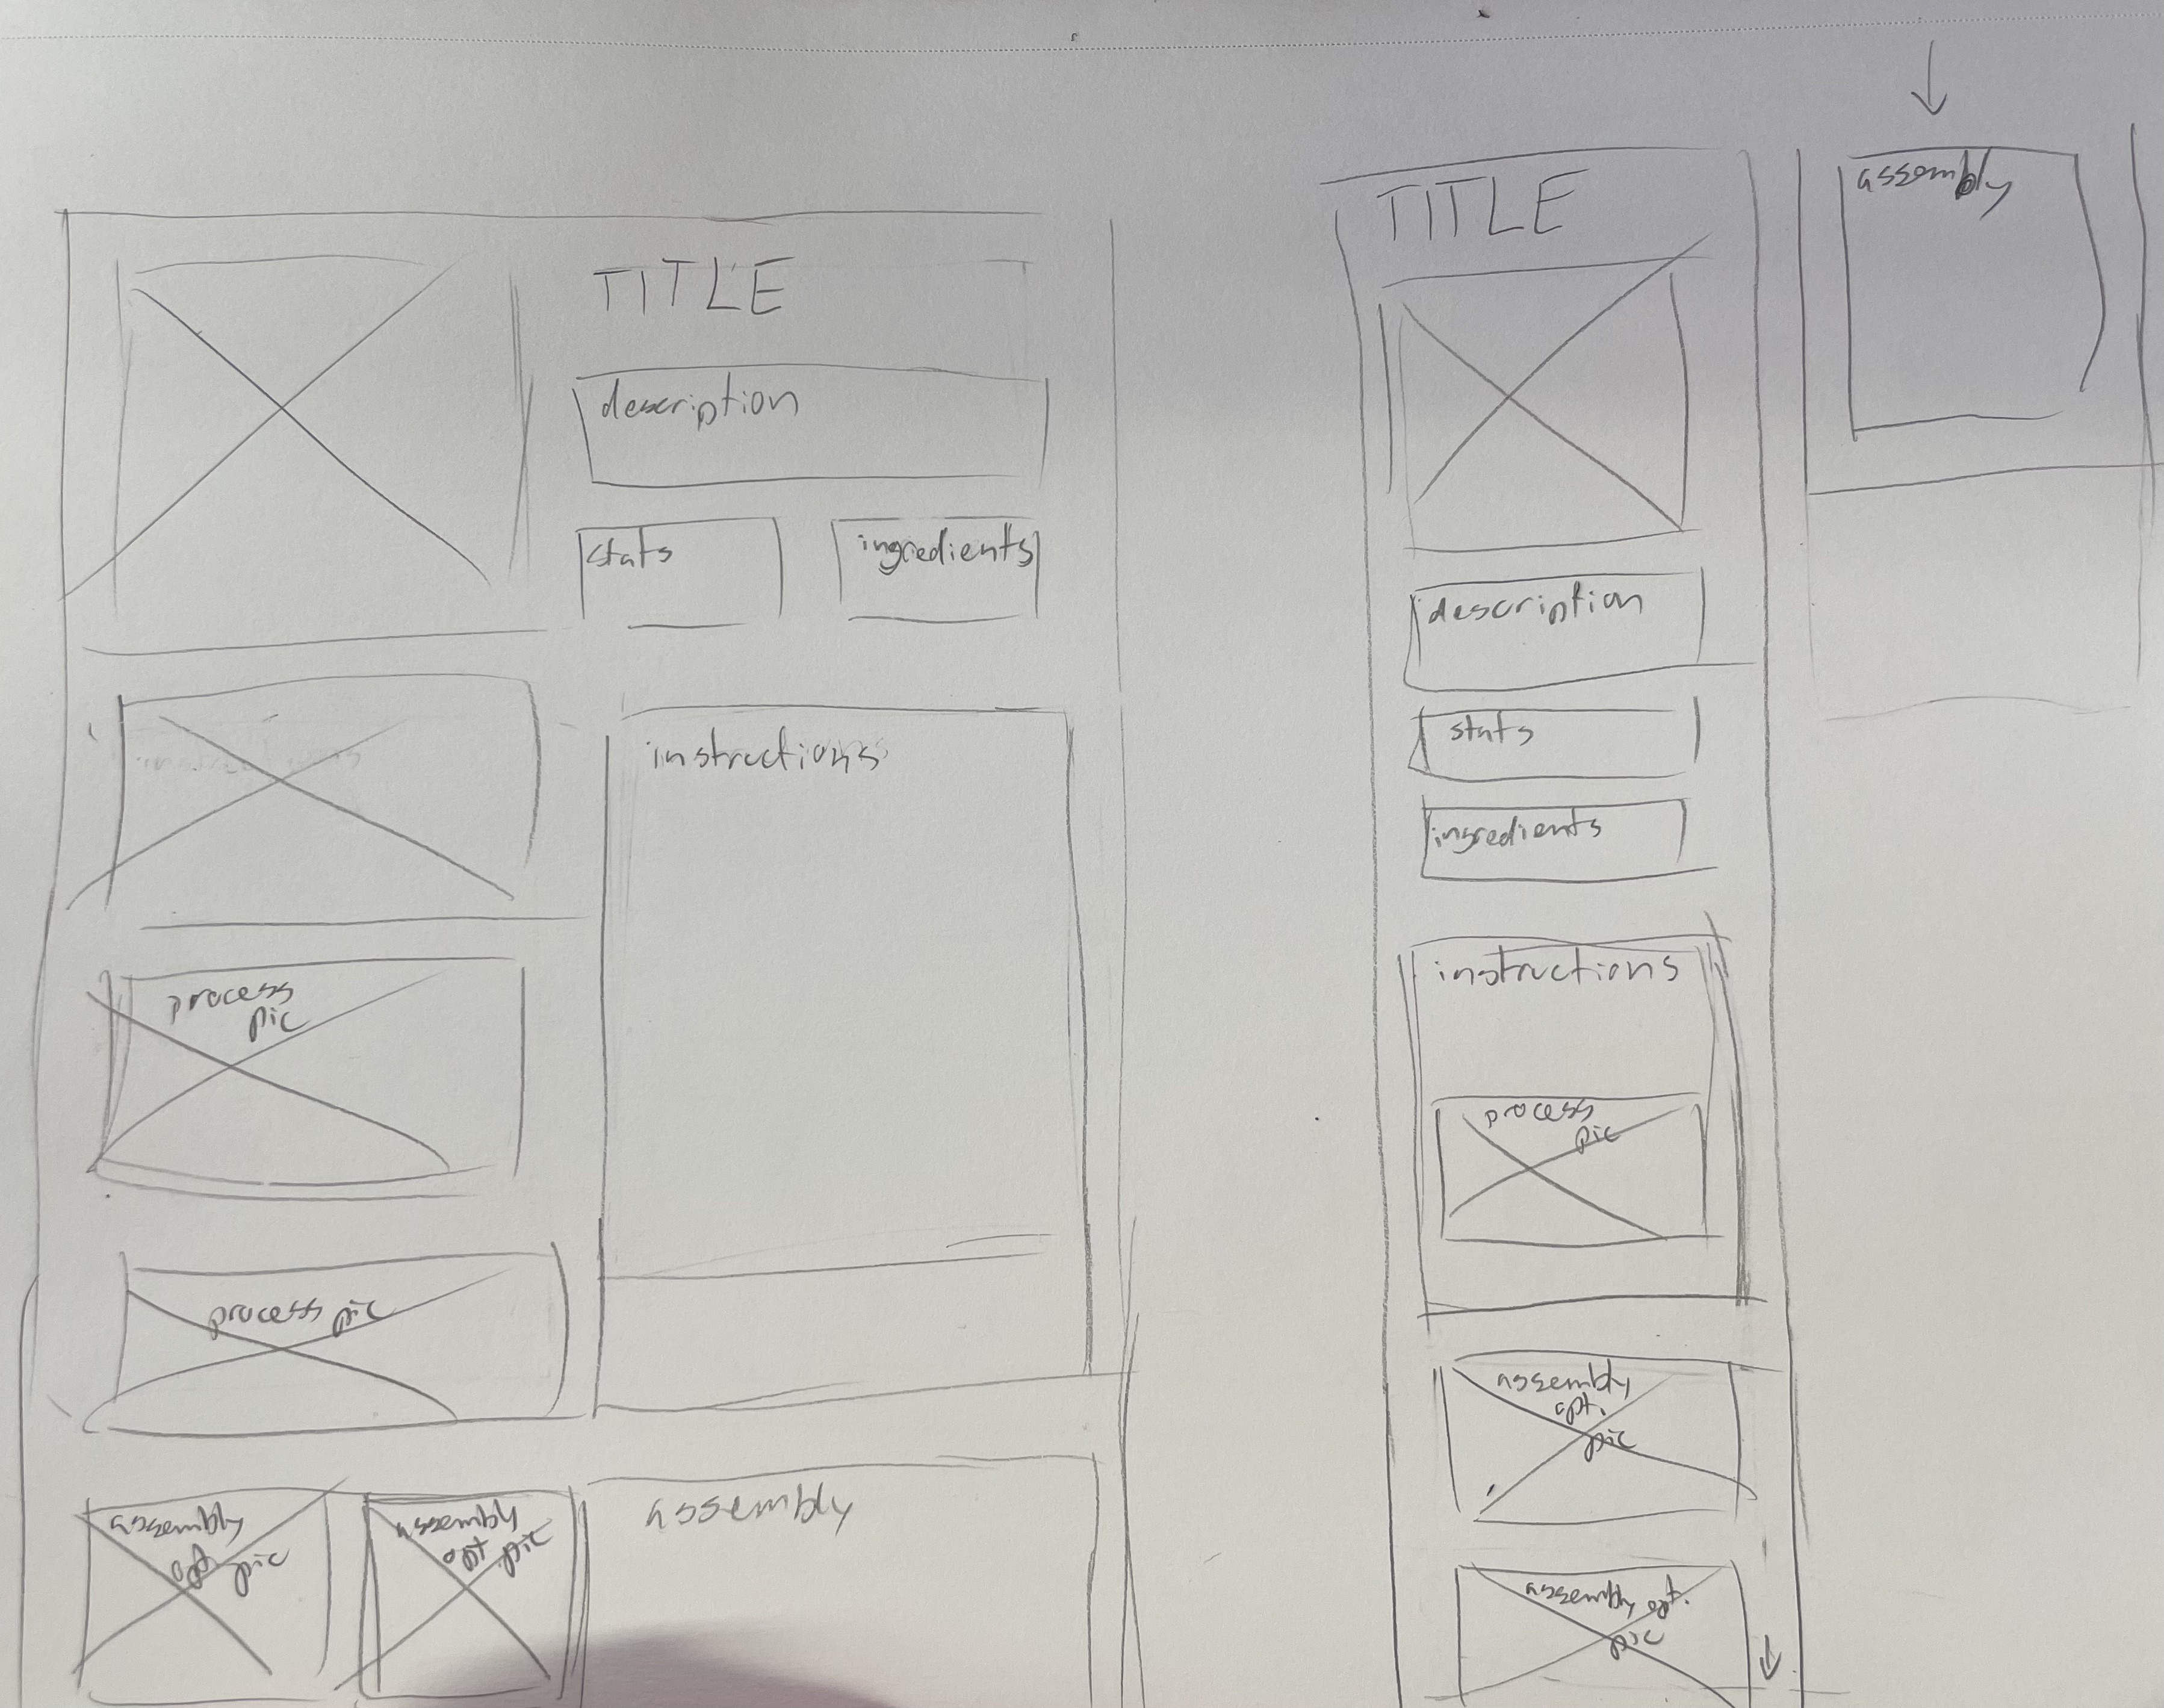 TITLE
description
stats
ingredients
instructions
process
pic
process pic
assembly
opt pic
assembly
opt pic
assembly
TITLE
description
stats
ingredients
instructions
process
pic
assembly
opt.
pic
assembly opt.
pic
assembly